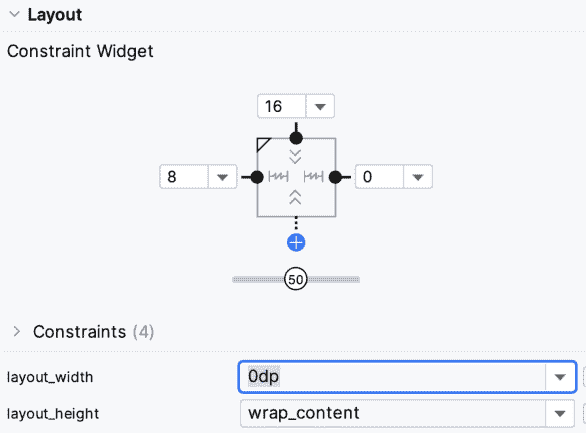 Layout
Constraint Widget
16
8
0
50
Constraints (4)
layout_width 0dp
layout_height wrap_content